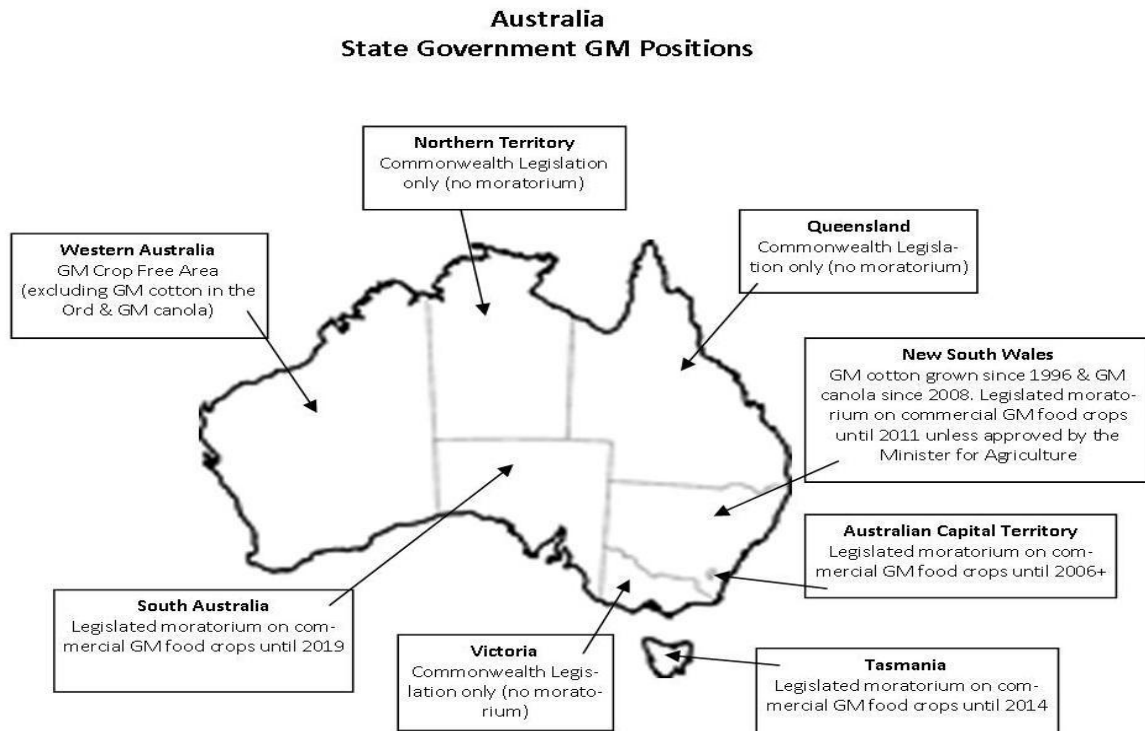 Australia
State Government GM Positions
Northern Territory
Commonwealth Legislation
only (no moratorium)
Western Australia
GM Crop Free Area
(excluding GM cotton in the
Ord & GM canola)
Queensland
Commonwealth Legisla-
tion only (no moratorium)
New South Wales
GM cotton grown since 1996 & GM
canola since 2008. Legislated morato-
rium on commercial GM food crops
until 2011 unless approved by the
Minister for Agriculture
Australian Capital Territory
Legislated moratorium on com-
mercial GM food crops until 2006+
South Australia
Legislated moratorium on com-
mercial GM food crops until 2019
Victoria
Commonwealth Legis-
lation only (no morato-
rium)
Tasmania
Legislated moratorium on com-
mercial GM food crops until 2014